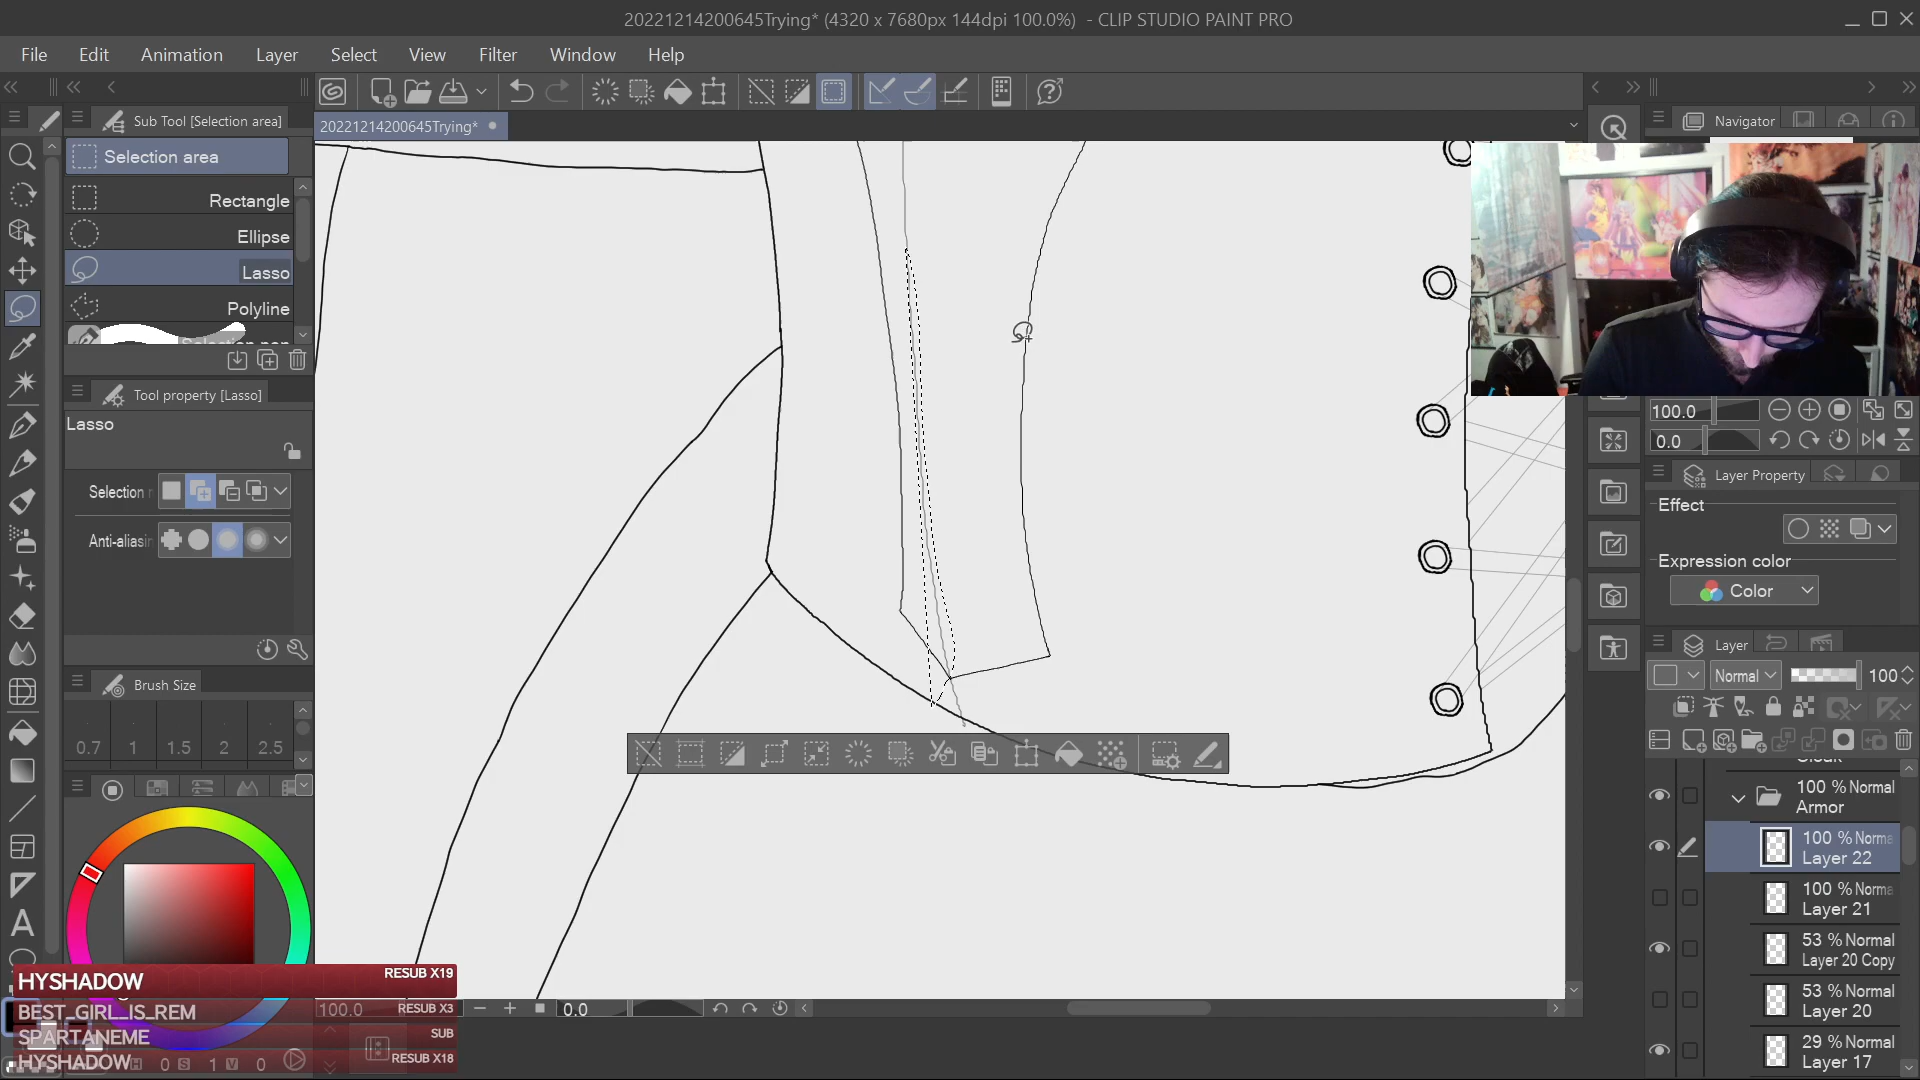 20221214200645Trying* (4320 x 7680px 144dpi 100.0%) - CLIP STUDIO PAINT PRO
File Edit Animation Layer Select View Filter Window Help
Sub Tool [Selection area]
20221214200645Trying*
Navigator
Selection area
Rectangle
Ellipse
Lasso
Polyline
Tool property [Lasso]
Lasso
Selection
Anti-aliasin
Brush Size
0.7 1 1.5 2 2.5
100.0
0.0
Layer Property
Effect
Expression color
Color
Layer
Normal 100
100 % Normal
Armor
100 % Norma
Layer 22
100 % Norma
Layer 21
53 % Normal
Layer 20 Copy
53 % Normal
Layer 20
29 % Normal
Layer 17
HYSHADOW RESUB X19
BEST_GIRL_IS_REM RESUB X3
SPARTANEME SUB
HYSHADOW RESUB X18
100.0 0.0
H 0 S 1 V 0